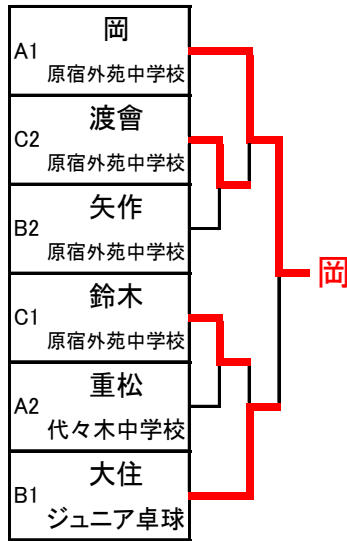 A1
岡
原宿外苑中学校
C2
渡會
原宿外苑中学校
B2
矢作
原宿外苑中学校
C1
鈴木
原宿外苑中学校
A2
重松
代々木中学校
B1
大住
ジュニア卓球
岡